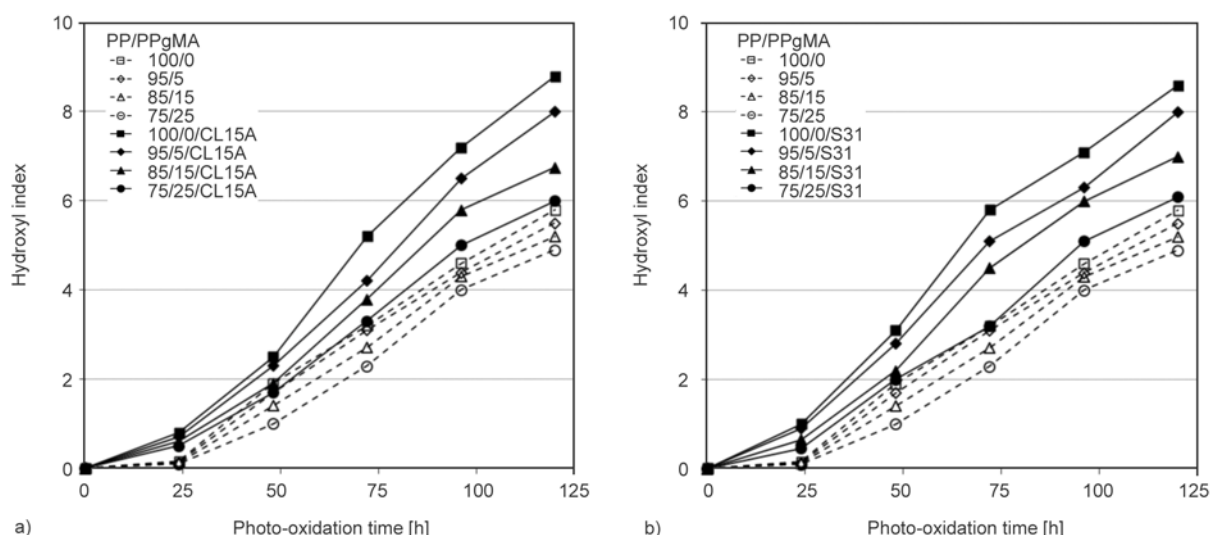 10
8
6
4
2
0
Hydroxyl index
PP/PPgMA
100/0
95/5
85/15
75/25
100/0/CL15A
95/5/CL15A
85/15/CL15A
75/25/CL15A
0 25 50 75 100 125
a) Photo-oxidation time [h]
10
8
6
4
2
0
Hydroxyl index
PP/PPgMA
100/0
95/5
85/15
75/25
100/0/S31
95/5/S31
85/15/S31
75/25/S31
0 25 50 75 100 125
b) Photo-oxidation time [h]